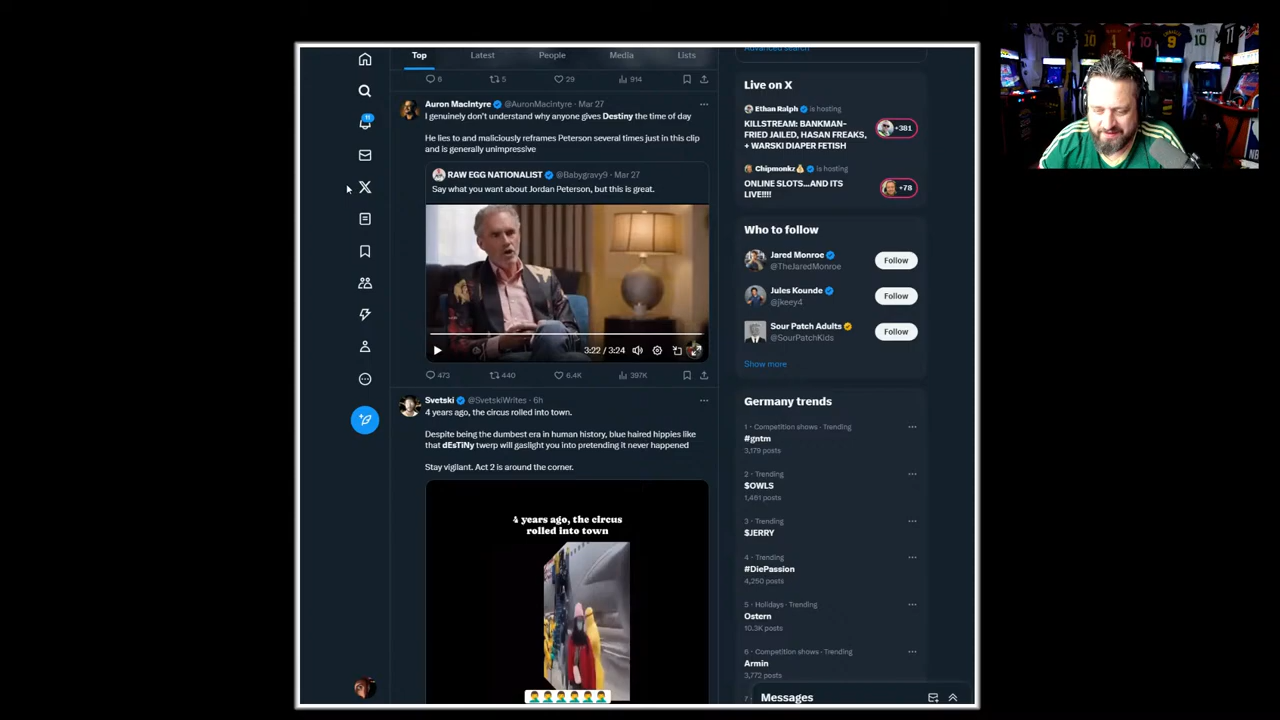 Top
Latest
People
Media
Lists
6
5
29
914
Auron MacIntyre @AuronMacIntyre · Mar 27
I genuinely don't understand why anyone gives Destiny the time of day
He lies to and maliciously reframes Peterson several times just in this clip
and is generally unimpressive
RAW EGG NATIONALIST @Babygravy9 · Mar 27
Say what you want about Jordan Peterson, but this is great.
3:22 / 3:24
473
440
6.4K
397K
Svetski @SvetskiWrites · 6h
4 years ago, the circus rolled into town.
Despite being the dumbest era in human history, blue haired hippies like
that dEsTiNy twerp will gaslight you into pretending it never happened
Stay vigilant. Act 2 is around the corner.
4 years ago, the circus
rolled into town
Advanced search
Live on X
Ethan Ralph is hosting
KILLSTREAM: BANKMAN-
FRIED JAILED, HASAN FREAKS,
+ WARSKI DIAPER FETISH
+381
Chipmonkz is hosting
ONLINE SLOTS...AND ITS
LIVE!!!!
+78
Who to follow
Jared Monroe
@TheJaredMonroe
Follow
Jules Kounde
@jkeey4
Follow
Sour Patch Adults
@SourPatchKids
Follow
Show more
Germany trends
1 · Competition shows · Trending
#gntm
3,179 posts
2 · Trending
$OWLS
1,461 posts
3 · Trending
$JERRY
4 · Trending
#DiePassion
4,250 posts
5 · Holidays · Trending
Ostern
10.3K posts
6 · Competition shows · Trending
Armin
3,772 posts
Messages